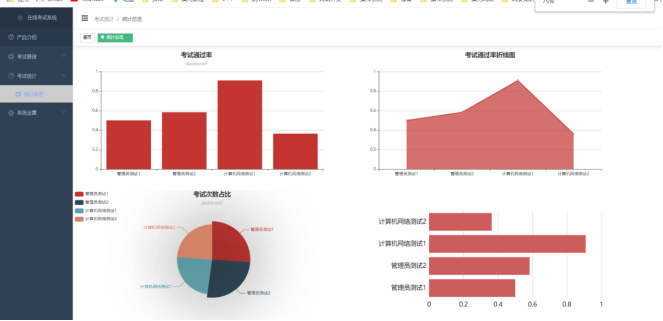 75%
重置
在线考试系统
考试统计 / 统计总览
产品介绍
首页
统计总览
考试管理
考试统计
统计总览
系统设置
考试通过率
dashboard1
1
0.8
0.6
0.4
0.2
0
管理员测试1
管理员测试2
计算机网络测试1
计算机网络测试2
考试通过率折线图
1
0.8
0.6
0.4
0.2
0
管理员测试1
管理员测试2
计算机网络测试1
计算机网络测试2
考试次数占比
dashboard1
管理员测试1
管理员测试2
计算机网络测试1
计算机网络测试2
计算机网络测试2
管理员测试1
计算机网络测试1
管理员测试2
计算机网络测试2
计算机网络测试1
管理员测试2
管理员测试1
0
0.2
0.4
0.6
0.8
1